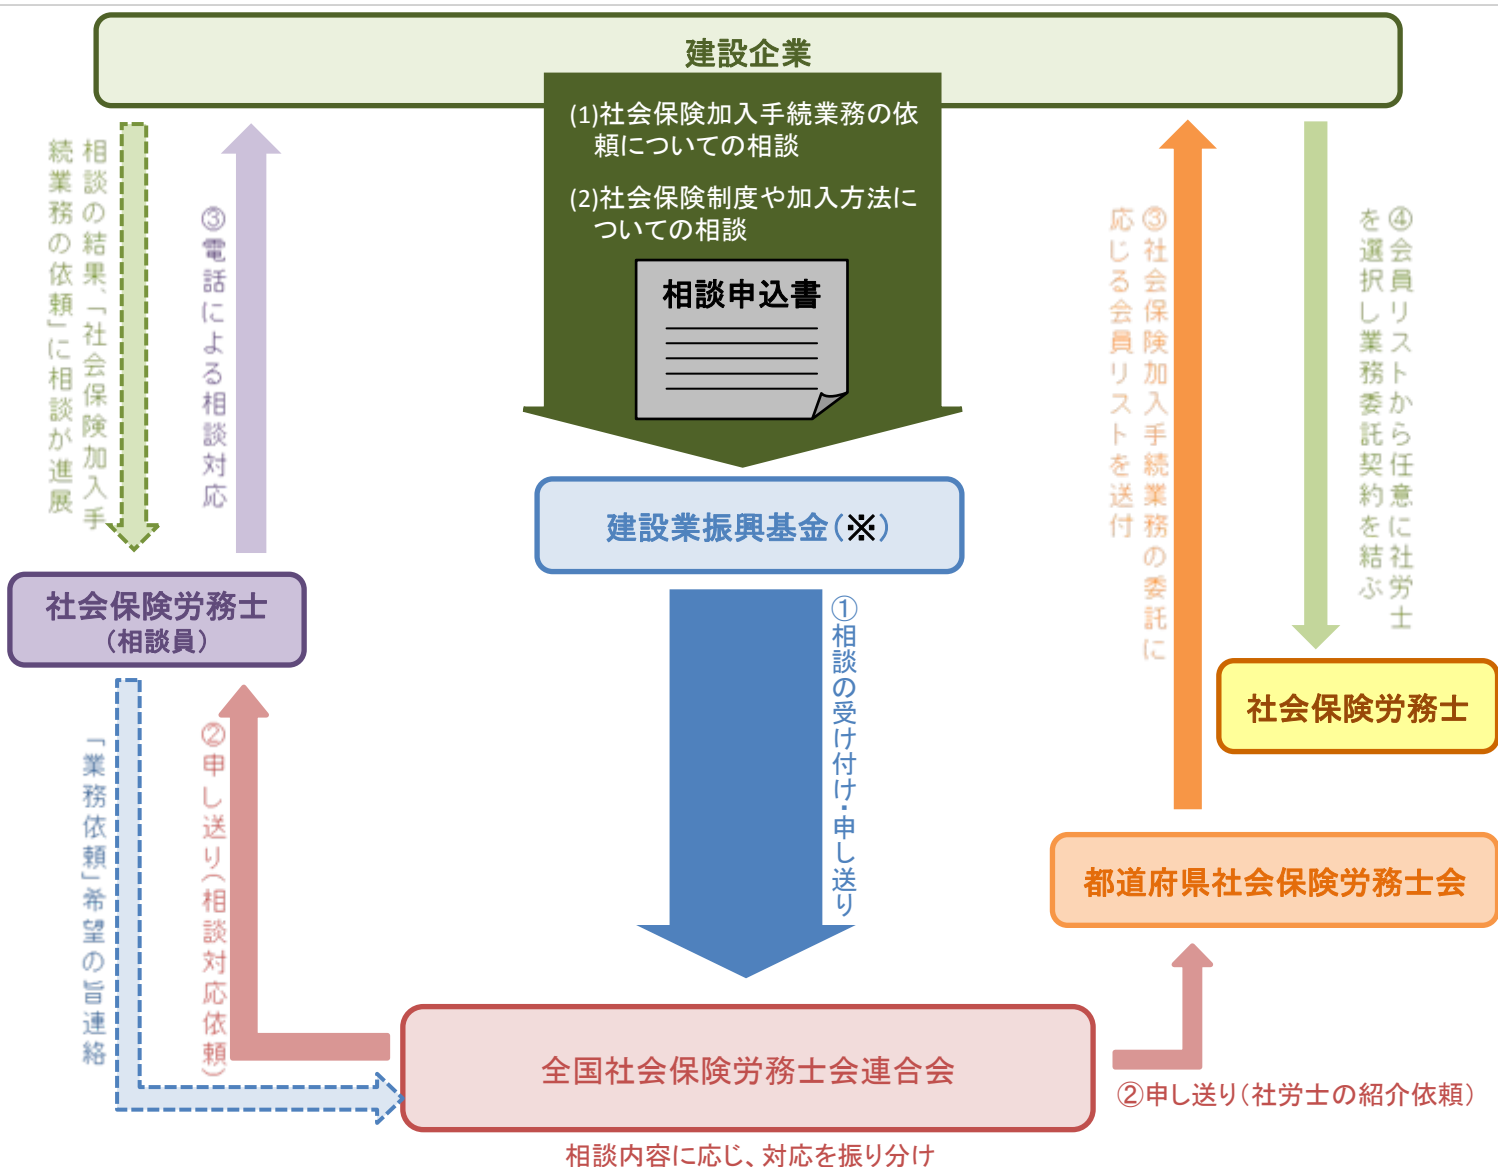 建設企業
(1)社会保険加入手続業務の依
頼についての相談
(2)社会保険制度や加入方法に
ついての相談
相談申込書
相談の結果、「社会保険加入手
続業務の依頼」に相談が進展
③電話による相談対応
③社会保険加入手続業務の委託に
応じる会員リストを送付
④会員リストから任意に社労士
を選択し業務委託契約を結ぶ
建設業振興基金(※)
社会保険労務士
(相談員)
①相談の受け付け・申し送り
社会保険労務士
「業務依頼」希望の旨連絡
②申し送り(相談対応依頼)
都道府県社会保険労務士会
全国社会保険労務士会連合会
②申し送り(社労士の紹介依頼)
相談内容に応じ、対応を振り分け